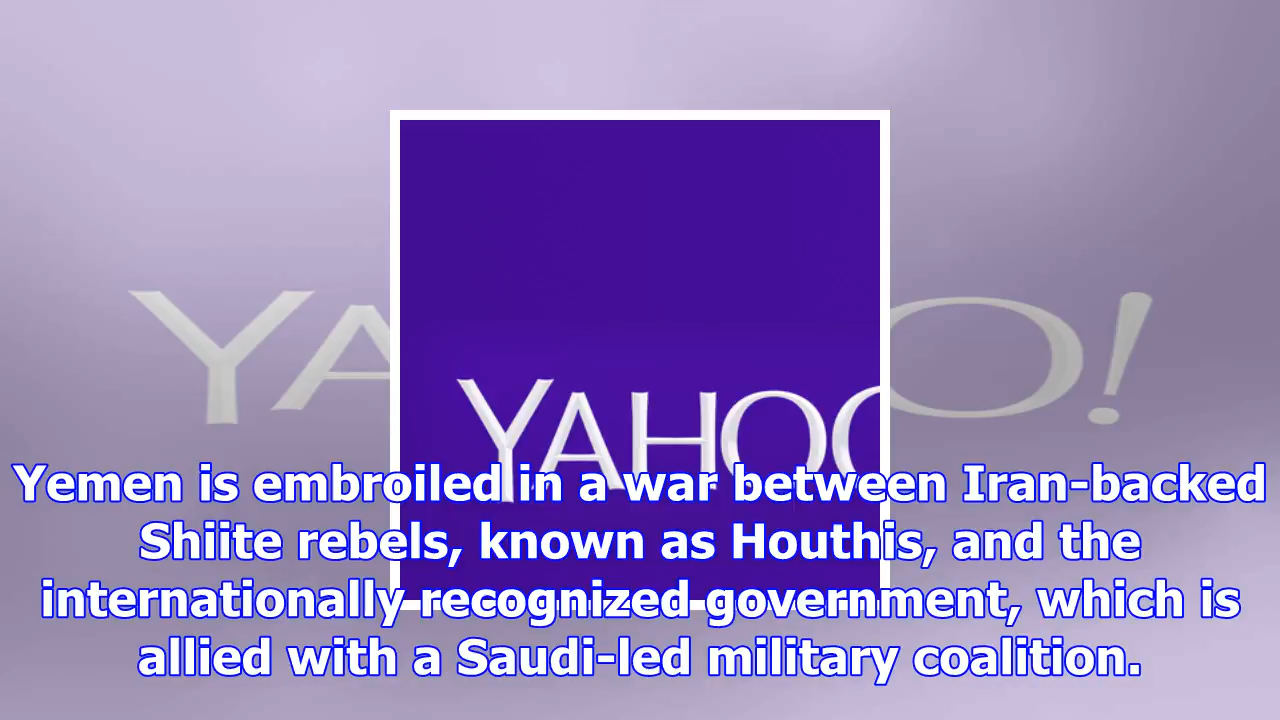 YAHOO!
YAHOO
Yemen is embroiled in a war between Iran-backed
Shiite rebels, known as Houthis, and the
internationally recognized government, which is
allied with a Saudi-led military coalition.